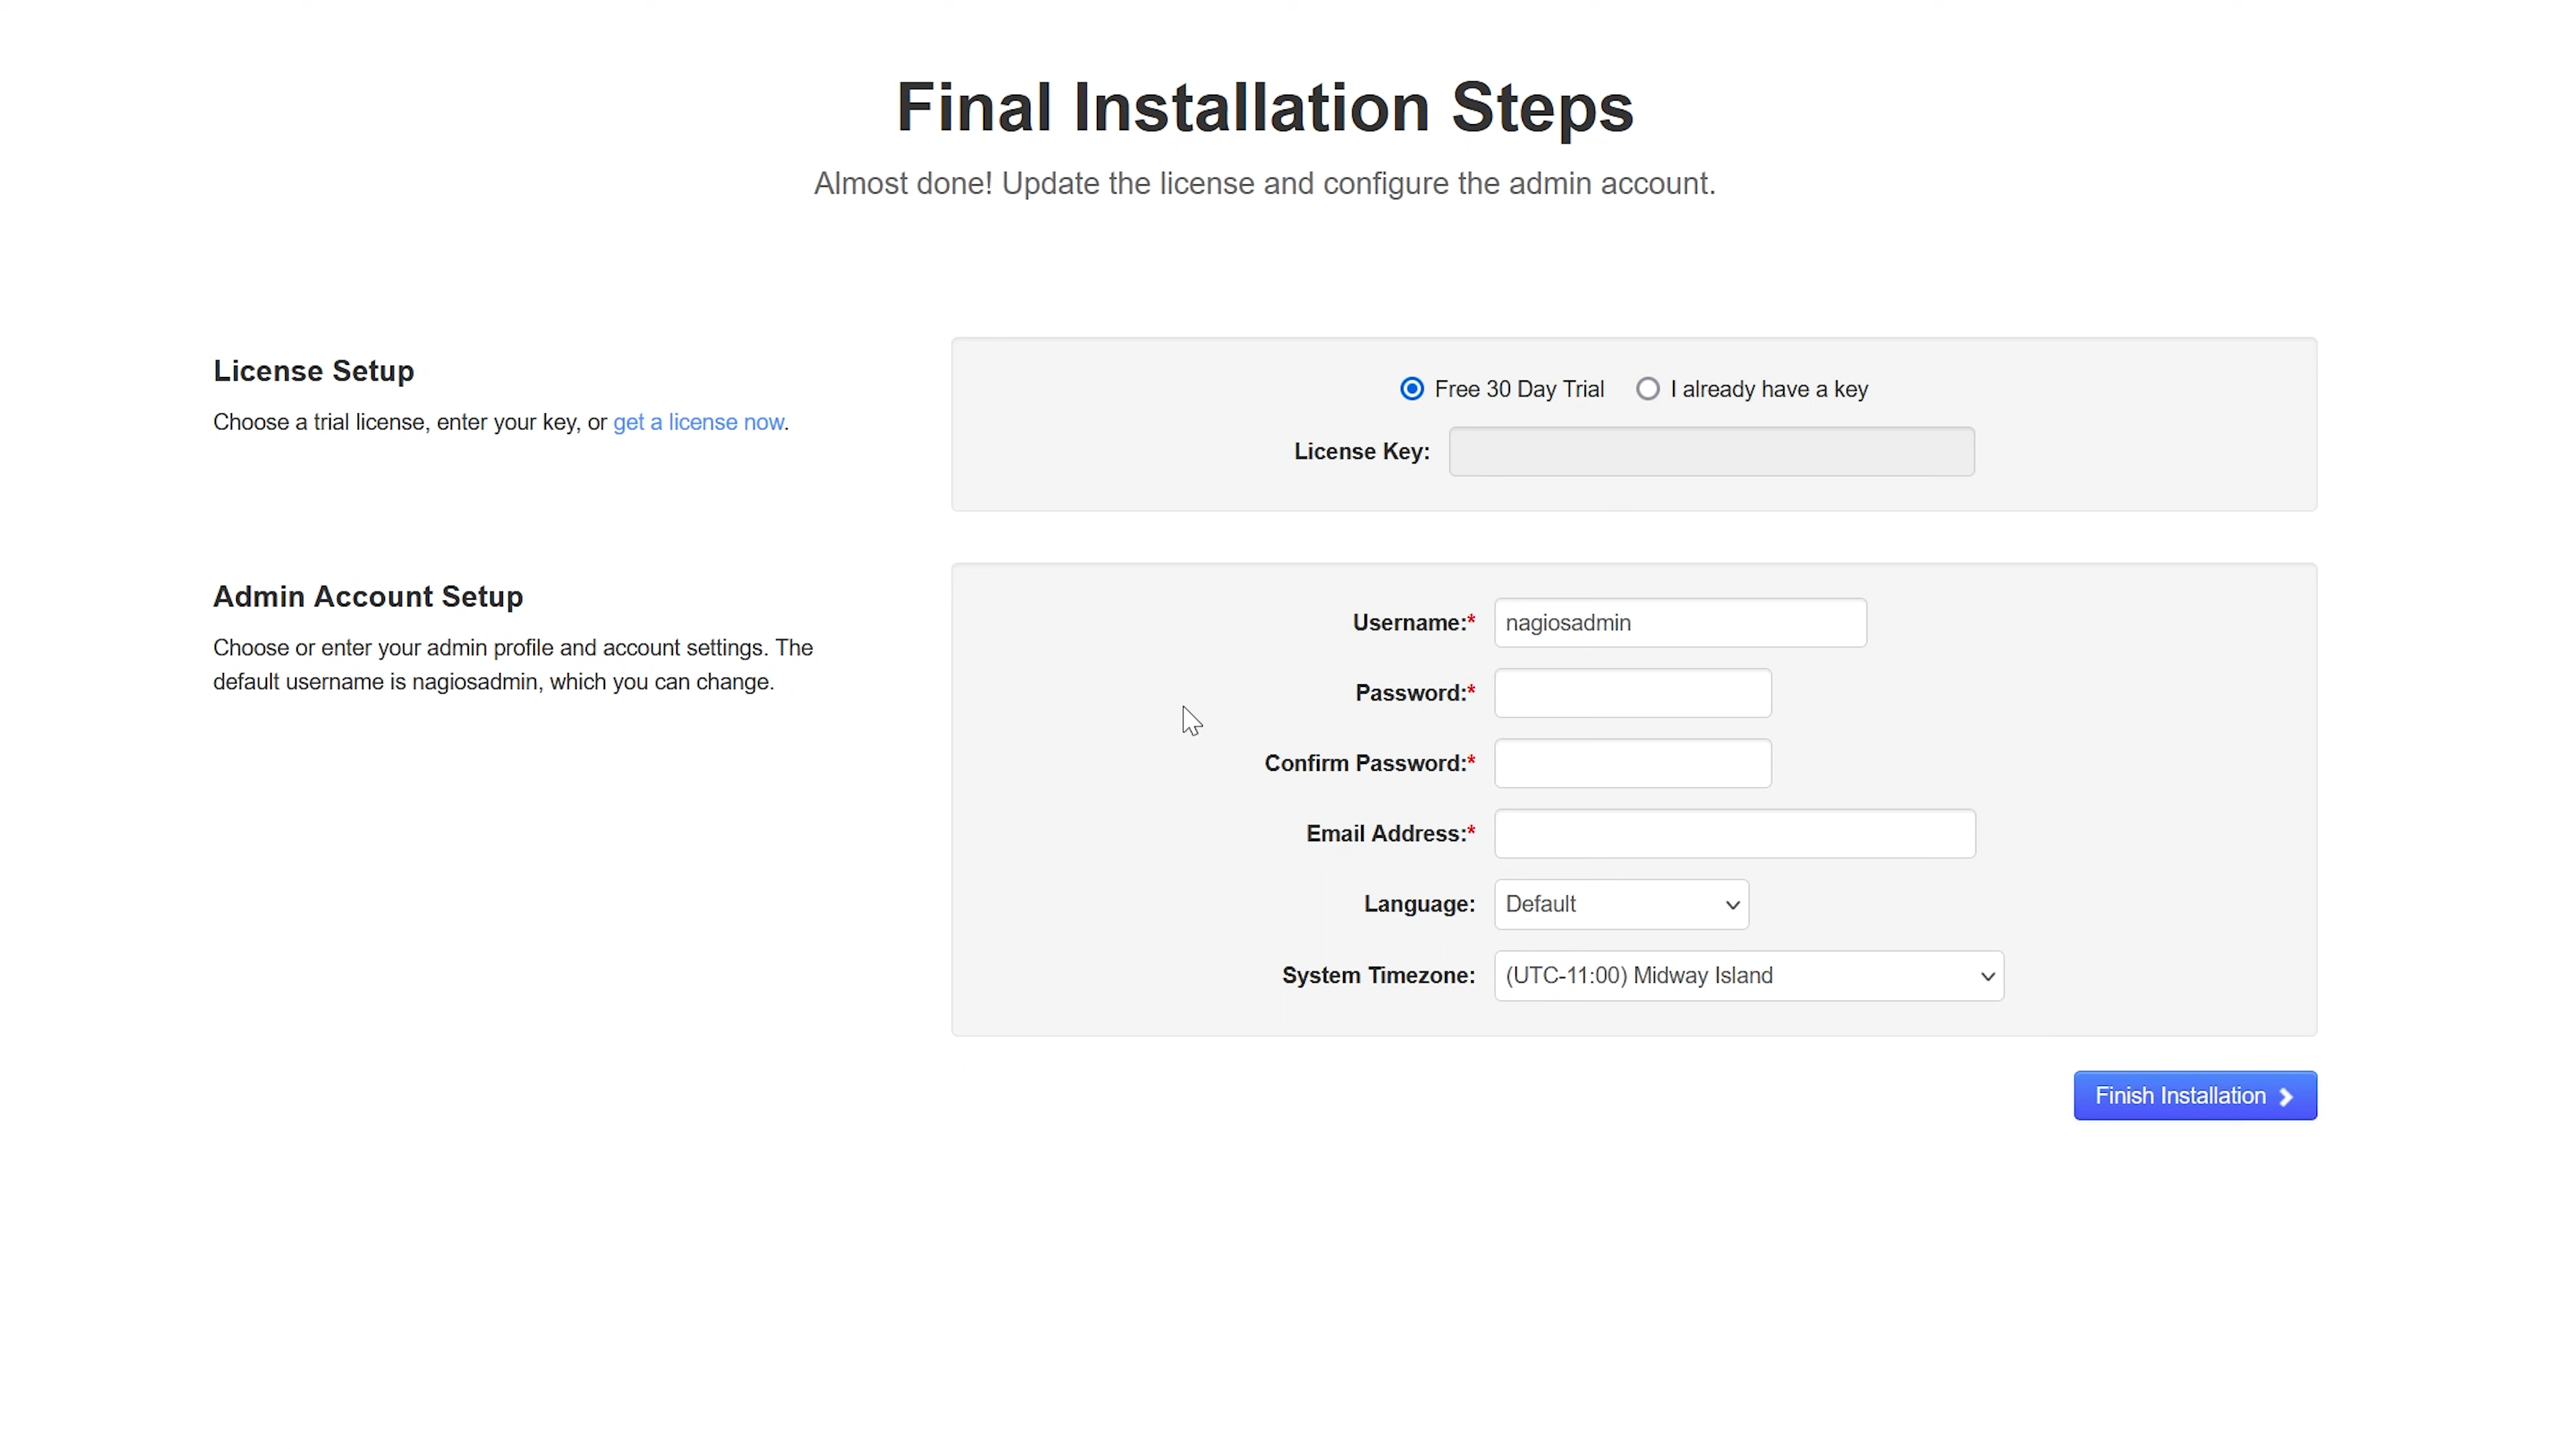 Final Installation Steps
Almost done! Update the license and configure the admin account.
License Setup
Choose a trial license, enter your key, or get a license now.
Free 30 Day Trial
I already have a key
License Key:
Admin Account Setup
Choose or enter your admin profile and account settings. The
default username is nagiosadmin, which you can change.
Username:* nagiosadmin
Password:*
Confirm Password:*
Email Address:*
Language: Default
System Timezone: (UTC-11:00) Midway Island
Finish Installation